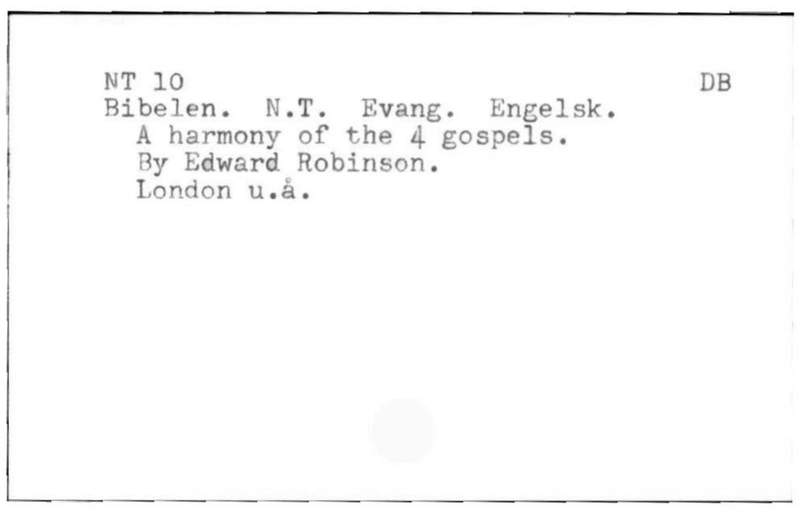 NT 10 DB
Bibelen. N.T. Evang. Engelsk.
A harmony of the 4 gospels.
By Edward Robinson.
London u.å.